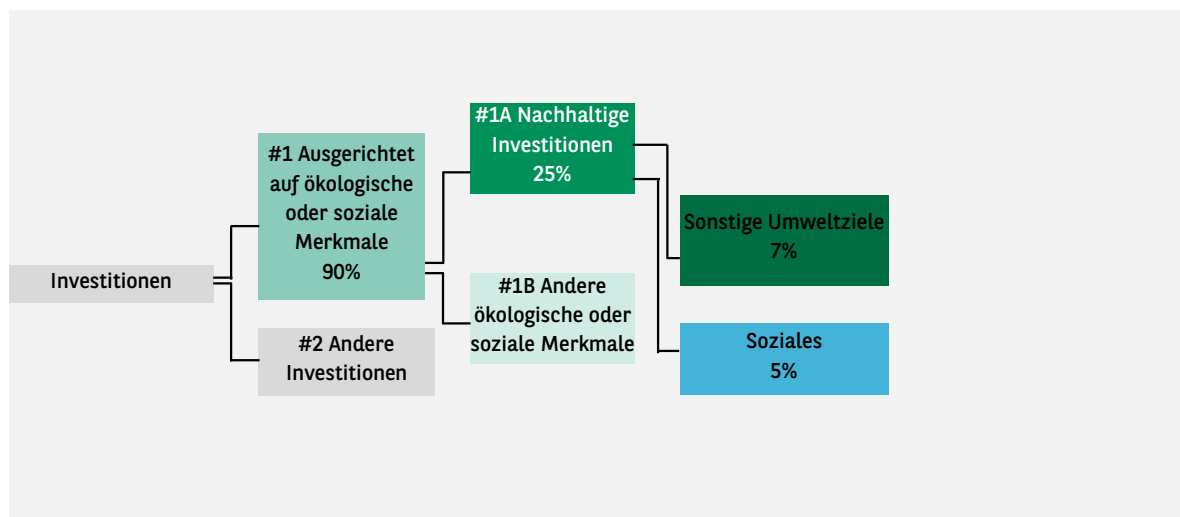 Investitionen
#1 Ausgerichtet
auf ökologische
oder soziale
Merkmale
90%
#2 Andere
Investitionen
#1A Nachhaltige
Investitionen
25%
#1B Andere
ökologische oder
soziale Merkmale
Sonstige Umweltziele
7%
Soziales
5%